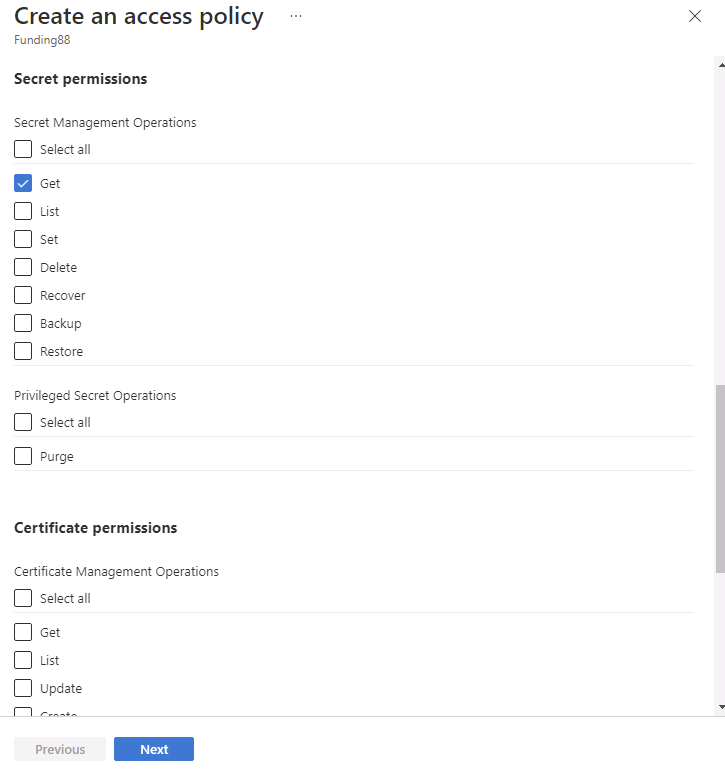 Create an access policy ...
Funding88
Secret permissions
Secret Management Operations
Select all
Get
List
Set
Delete
Recover
Backup
Restore
Privileged Secret Operations
Select all
Purge
Certificate permissions
Certificate Management Operations
Select all
Get
List
Update
Create
Previous Next